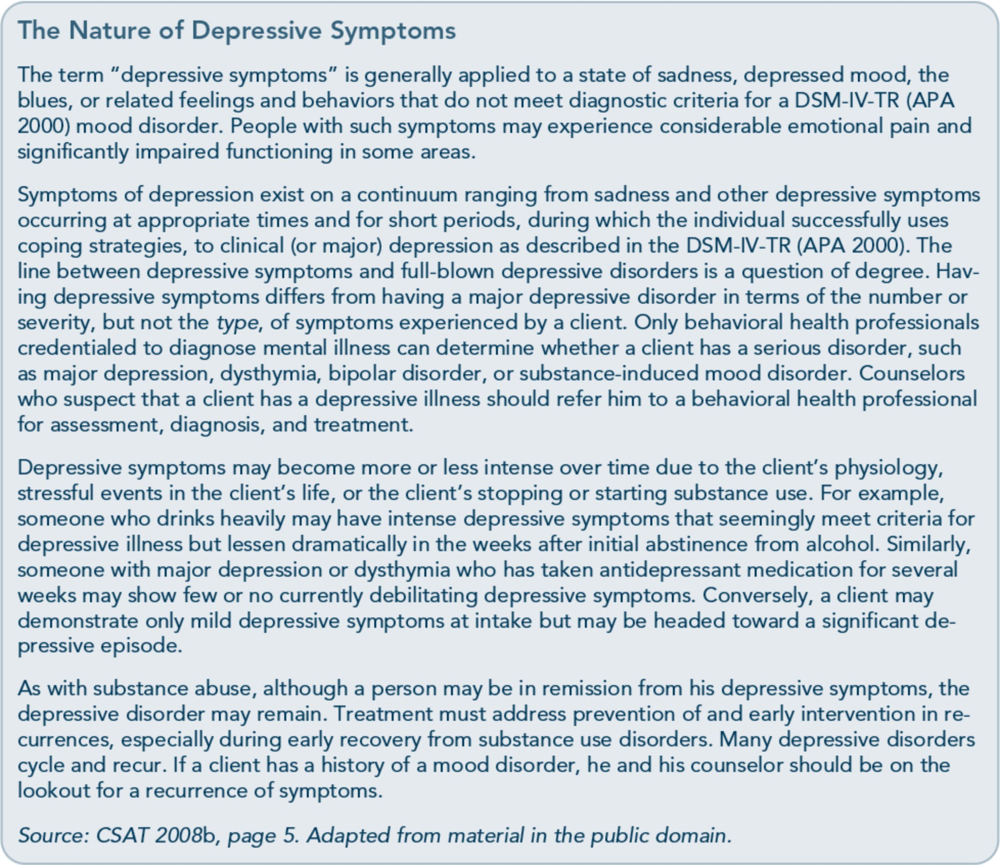 The Nature of Depressive Symptoms
The term “depressive symptoms” is generally applied to a state of sadness, depressed mood, the
blues, or related feelings and behaviors that do not meet diagnostic criteria for a DSM-IV-TR (APA
2000) mood disorder. People with such symptoms may experience considerable emotional pain and
significantly impaired functioning in some areas.
Symptoms of depression exist on a continuum ranging from sadness and other depressive symptoms
occurring at appropriate times and for short periods, during which the individual successfully uses
coping strategies, to clinical (or major) depression as described in the DSM-IV-TR (APA 2000). The
line between depressive symptoms and full-blown depressive disorders is a question of degree. Hav-
ing depressive symptoms differs from having a major depressive disorder in terms of the number or
severity, but not the type, of symptoms experienced by a client. Only behavioral health professionals
credentialed to diagnose mental illness can determine whether a client has a serious disorder, such
as major depression, dysthymia, bipolar disorder, or substance-induced mood disorder. Counselors
who suspect that a client has a depressive illness should refer him to a behavioral health professional
for assessment, diagnosis, and treatment.
Depressive symptoms may become more or less intense over time due to the client’s physiology,
stressful events in the client’s life, or the client’s stopping or starting substance use. For example,
someone who drinks heavily may have intense depressive symptoms that seemingly meet criteria for
depressive illness but lessen dramatically in the weeks after initial abstinence from alcohol. Similarly,
someone with major depression or dysthymia who has taken antidepressant medication for several
weeks may show few or no currently debilitating depressive symptoms. Conversely, a client may
demonstrate only mild depressive symptoms at intake but may be headed toward a significant de-
pressive episode.
As with substance abuse, although a person may be in remission from his depressive symptoms, the
depressive disorder may remain. Treatment must address prevention of and early intervention in re-
currences, especially during early recovery from substance use disorders. Many depressive disorders
cycle and recur. If a client has a history of a mood disorder, he and his counselor should be on the
lookout for a recurrence of symptoms.
Source: CSAT 2008b, page 5. Adapted from material in the public domain.